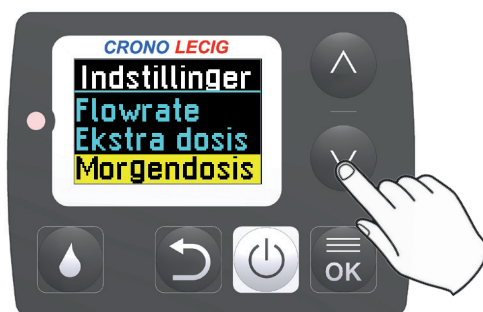 CRONO LECIG
Indstillinger
Flowrate
Ekstra dosis
Morgendosis
OK